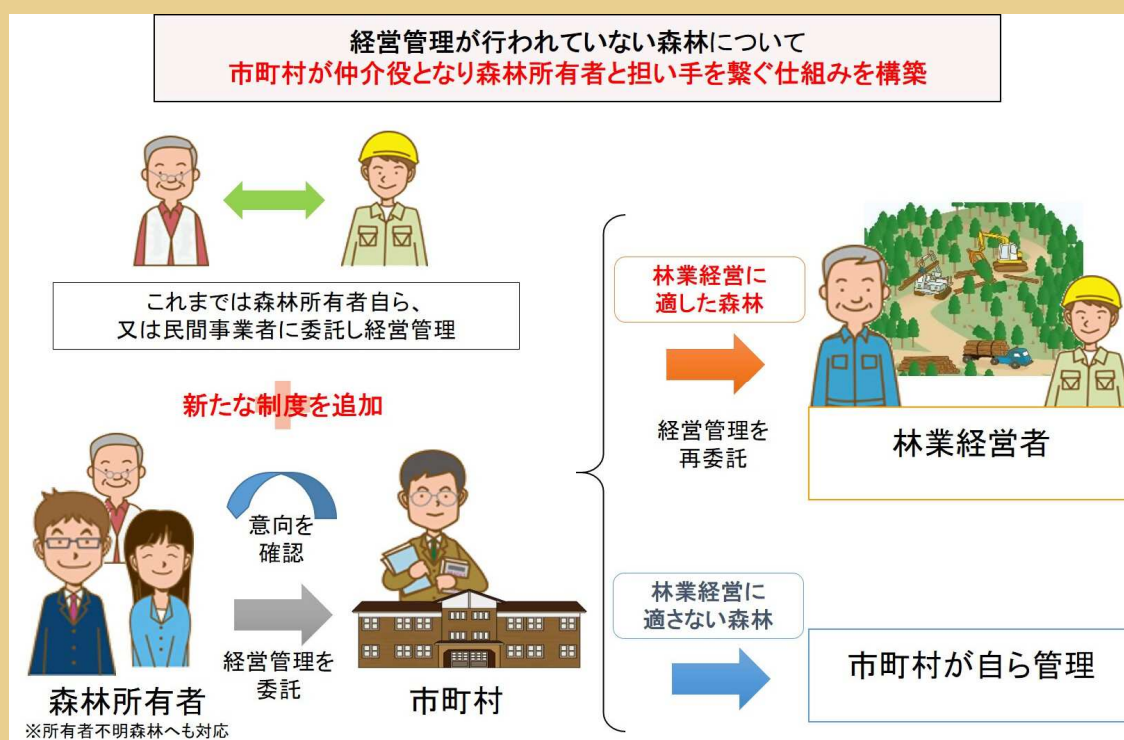 経営管理が行われていない森林について
市町村が仲介役となり森林所有者と担い手を繋ぐ仕組みを構築
これまでは森林所有者自ら、
又は民間事業者に委託し経営管理
新たな制度を追加
意向を
確認
経営管理を
委託
森林所有者
※所有者不明森林へも対応
市町村
林業経営に
適した森林
経営管理を
再委託
林業経営者
林業経営に
適さない森林
市町村が自ら管理